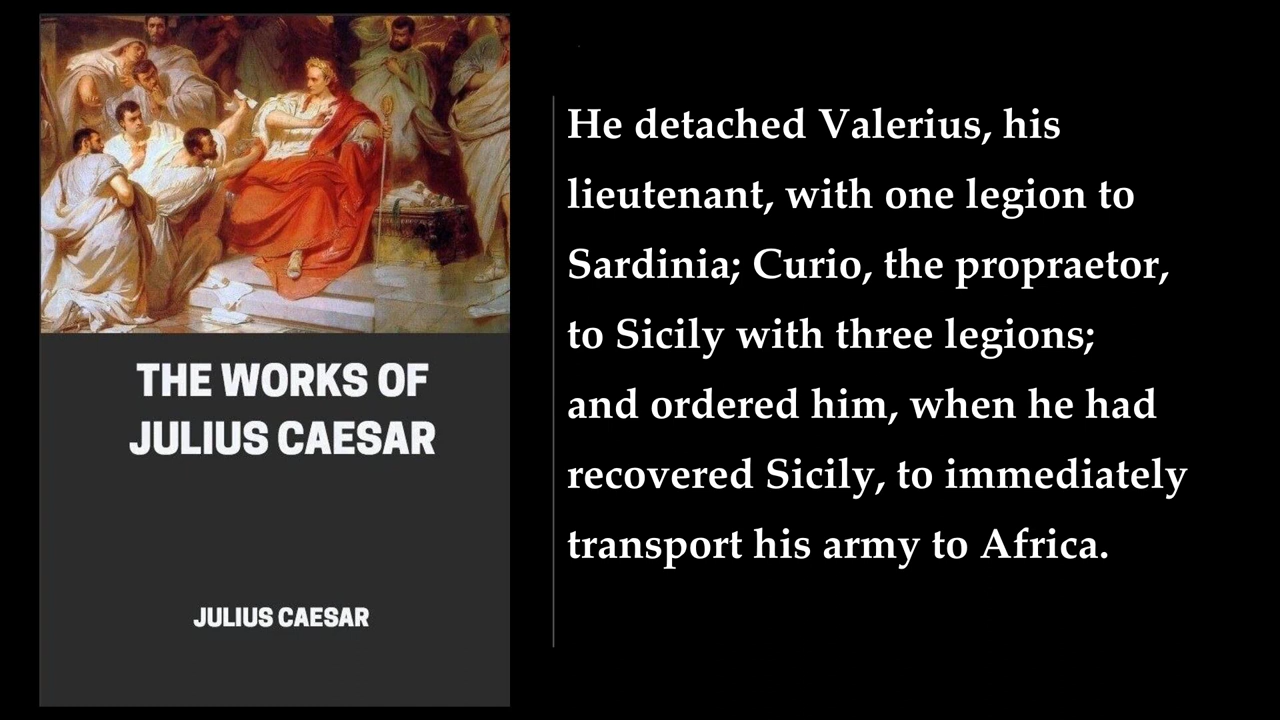 THE WORKS OF
JULIUS CAESAR
JULIUS CAESAR
He detached Valerius, his
lieutenant, with one legion to
Sardinia; Curio, the propraetor,
to Sicily with three legions;
and ordered him, when he had
recovered Sicily, to immediately
transport his army to Africa.